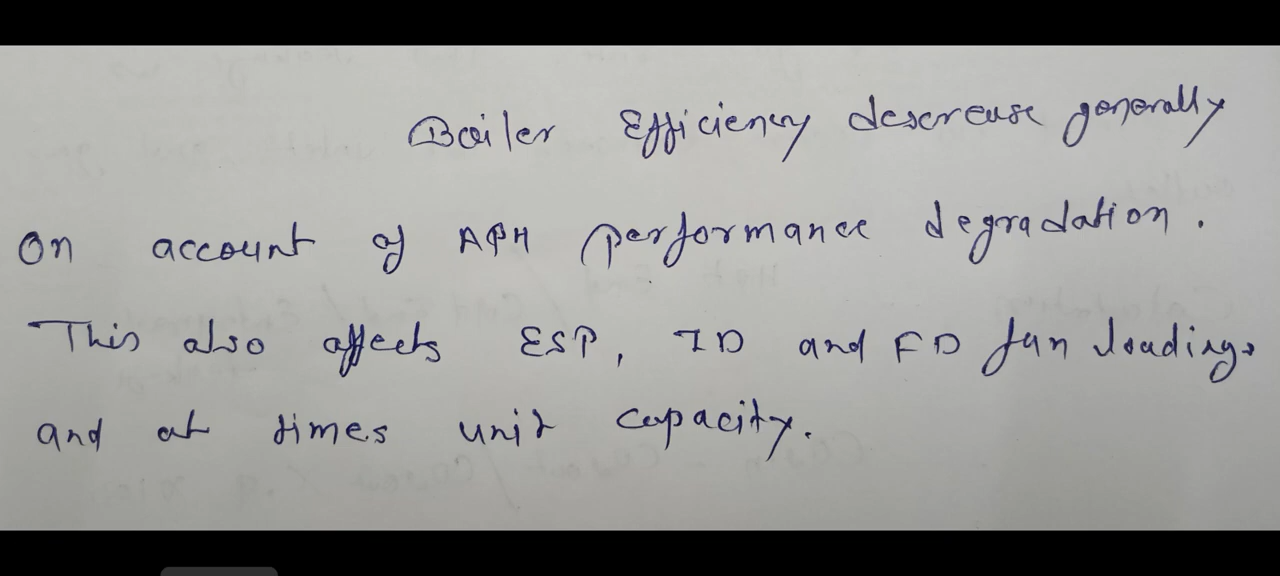 Boiler Efficiency descrease generally
on account of APH performance degradation.
This also affects ESP, ID and FD fan loadings
and at times unit capacity.